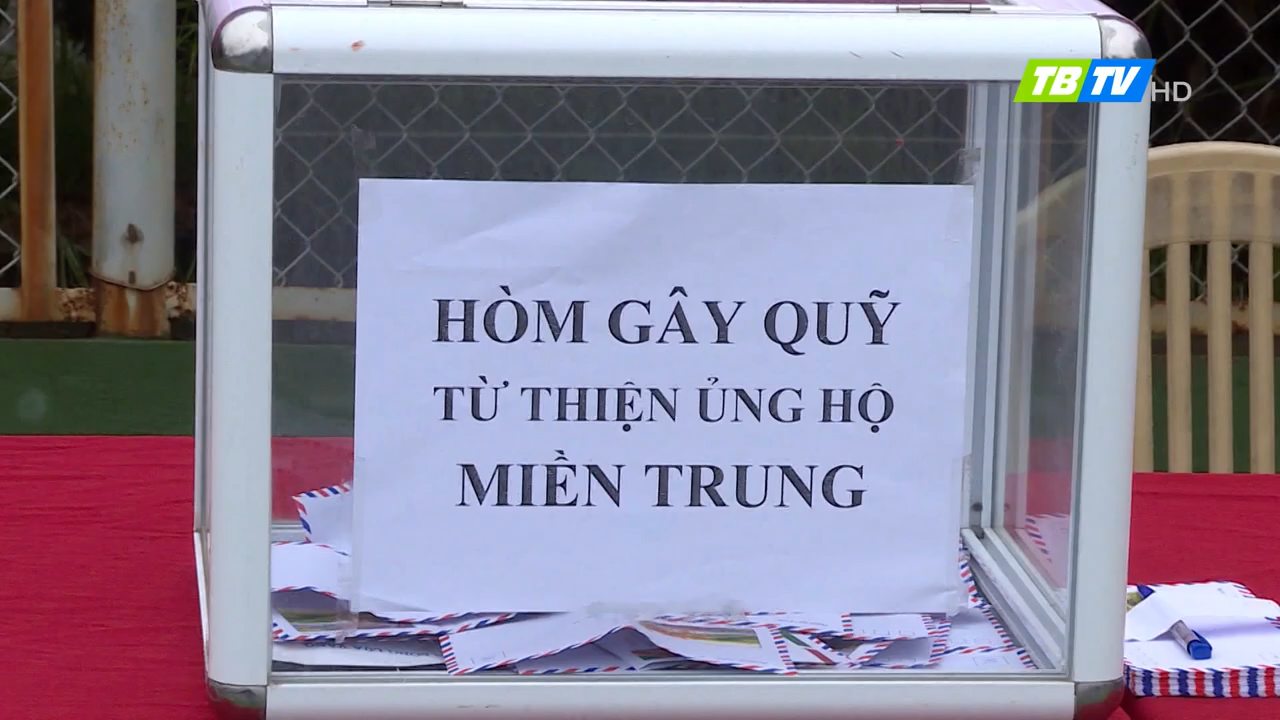 TBTV HD
HÒM GÂY QUỸ
TỪ THIỆN ỦNG HỘ
MIỀN TRUNG